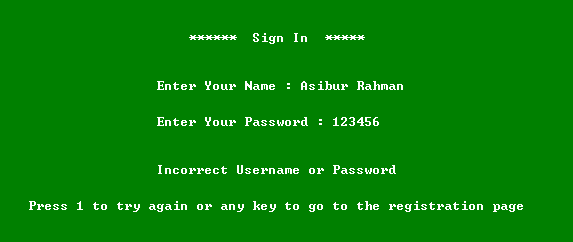 ****** Sign In *****
Enter Your Name : Asibur Rahman
Enter Your Password : 123456
Incorrect Username or Password
Press 1 to try again or any key to go to the registration page